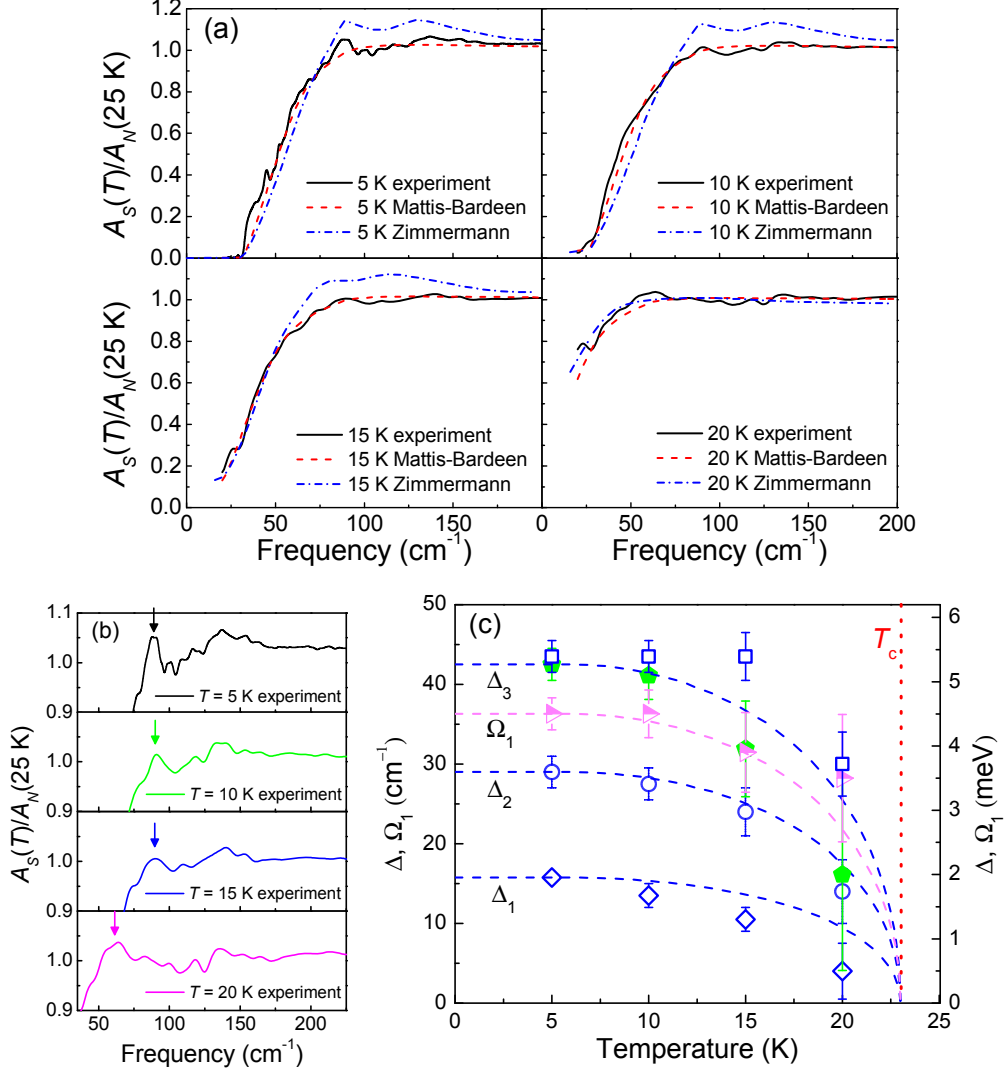 (a)
1.2
1.0
0.8
0.6
0.4
0.2
0.0
A_S(T)/A_N(25 K)
5 K experiment
5 K Mattis-Bardeen
5 K Zimmermann
10 K experiment
10 K Mattis-Bardeen
10 K Zimmermann
1.0
0.8
0.6
0.4
0.2
0.0
A_S(T)/A_N(25 K)
15 K experiment
15 K Mattis-Bardeen
15 K Zimmermann
20 K experiment
20 K Mattis-Bardeen
20 K Zimmermann
0 50 100 150 0 50 100 150 200
Frequency (cm⁻¹) Frequency (cm⁻¹)
(b)
1.1
1.0
0.9
T = 5 K experiment
1.0
0.9
T = 10 K experiment
1.0
0.9
T = 15 K experiment
1.0
0.9
T = 20 K experiment
A_S(T)/A_N(25 K)
50 100 150 200
Frequency (cm⁻¹)
(c)
T_c
50
40
30
20
10
0
Δ, Ω₁ (cm⁻¹)
Δ₃
Ω₁
Δ₂
Δ₁
6
5
4
3
2
1
0
Δ, Ω₁ (meV)
0 5 10 15 20 25
Temperature (K)